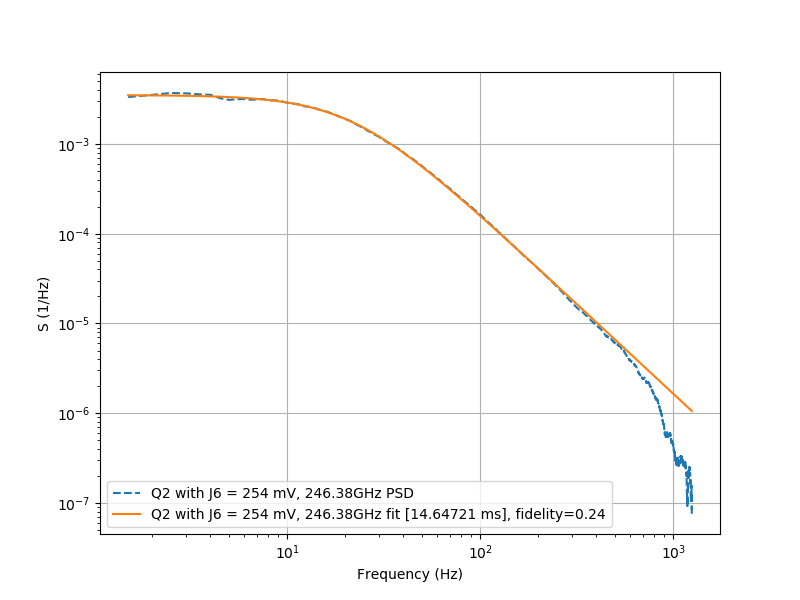 10⁻³
10⁻⁴
10⁻⁵
10⁻⁶
10⁻⁷
S (1/Hz)
Q2 with J6 = 254 mV, 246.38GHz PSD
Q2 with J6 = 254 mV, 246.38GHz fit [14.64721 ms], fidelity=0.24
10¹ 10² 10³
Frequency (Hz)